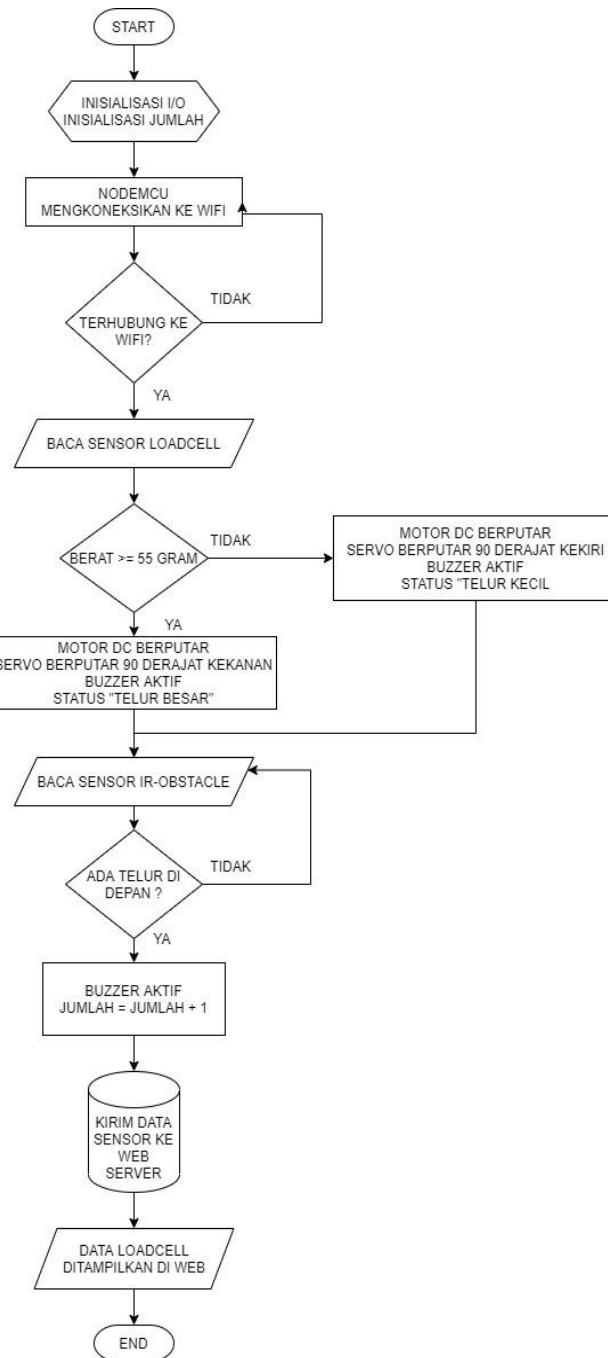 START
INISIALISASI I/O
INISIALISASI JUMLAH
NODEMCU
MENGKONEKSIKAN KE WIFI
TIDAK
TERHUBUNG KE
WIFI?
YA
BACA SENSOR LOADCELL
TIDAK
BERAT >= 55 GRAM
MOTOR DC BERPUTAR
SERVO BERPUTAR 90 DERAJAT KEKIRI
BUZZER AKTIF
STATUS "TELUR KECIL
YA
MOTOR DC BERPUTAR
SERVO BERPUTAR 90 DERAJAT KEKANAN
BUZZER AKTIF
STATUS "TELUR BESAR"
BACA SENSOR IR-OBSTACLE
TIDAK
ADA TELUR DI
DEPAN ?
YA
BUZZER AKTIF
JUMLAH = JUMLAH + 1
KIRIM DATA
SENSOR KE
WEB
SERVER
DATA LOADCELL
DITAMPILKAN DI WEB
END